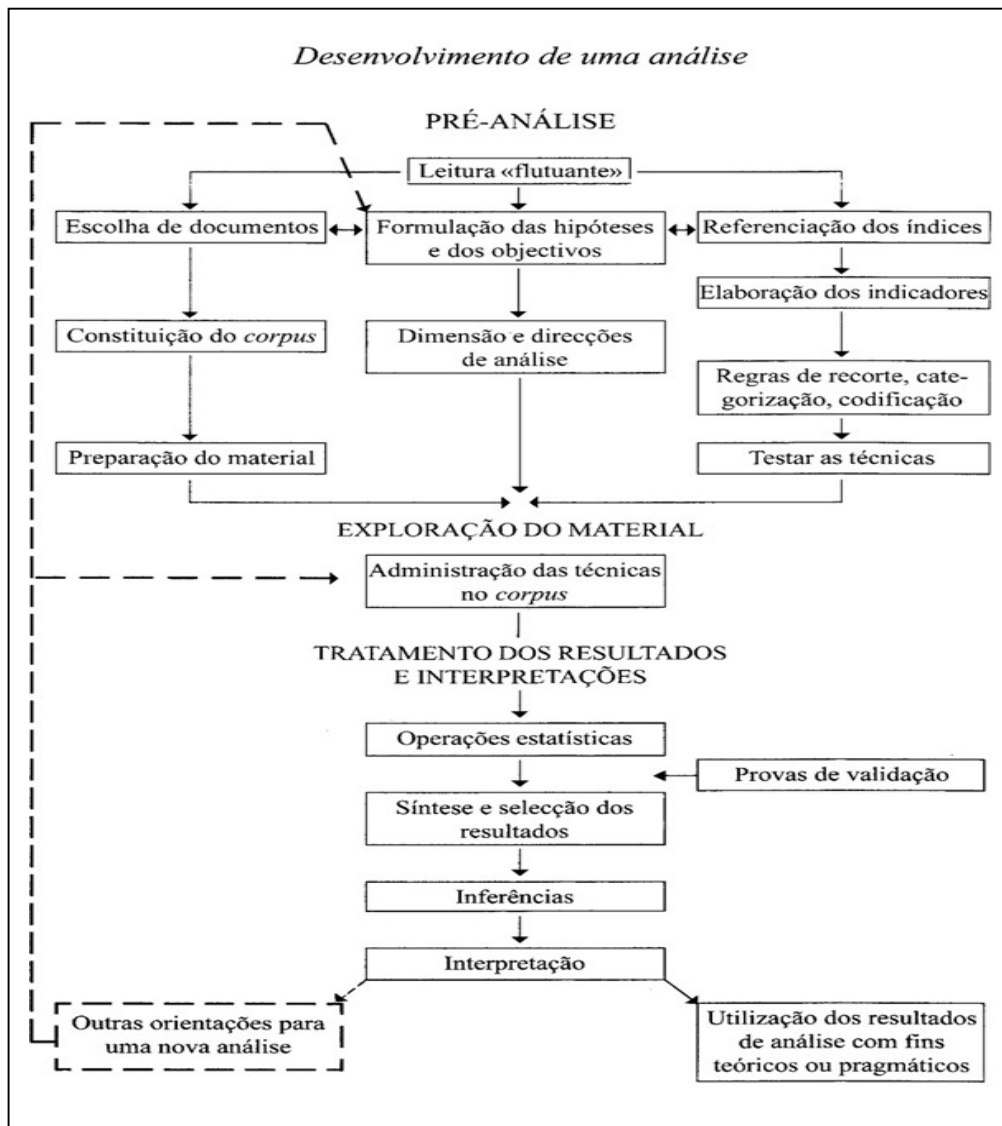 Desenvolvimento de uma análise
PRÉ-ANÁLISE
Leitura «flutuante»
Escolha de documentos
Formulação das hipóteses
e dos objectivos
Referenciação dos índices
Elaboração dos indicadores
Constituição do corpus
Dimensão e direcções
de análise
Regras de recorte, cate-
gorização, codificação
Preparação do material
Testar as técnicas
EXPLORAÇÃO DO MATERIAL
Administração das técnicas
no corpus
TRATAMENTO DOS RESULTADOS
E INTERPRETAÇÕES
Operações estatísticas
Provas de validação
Síntese e selecção dos
resultados
Inferências
Interpretação
Outras orientações para
uma nova análise
Utilização dos resultados
de análise com fins
teóricos ou pragmáticos